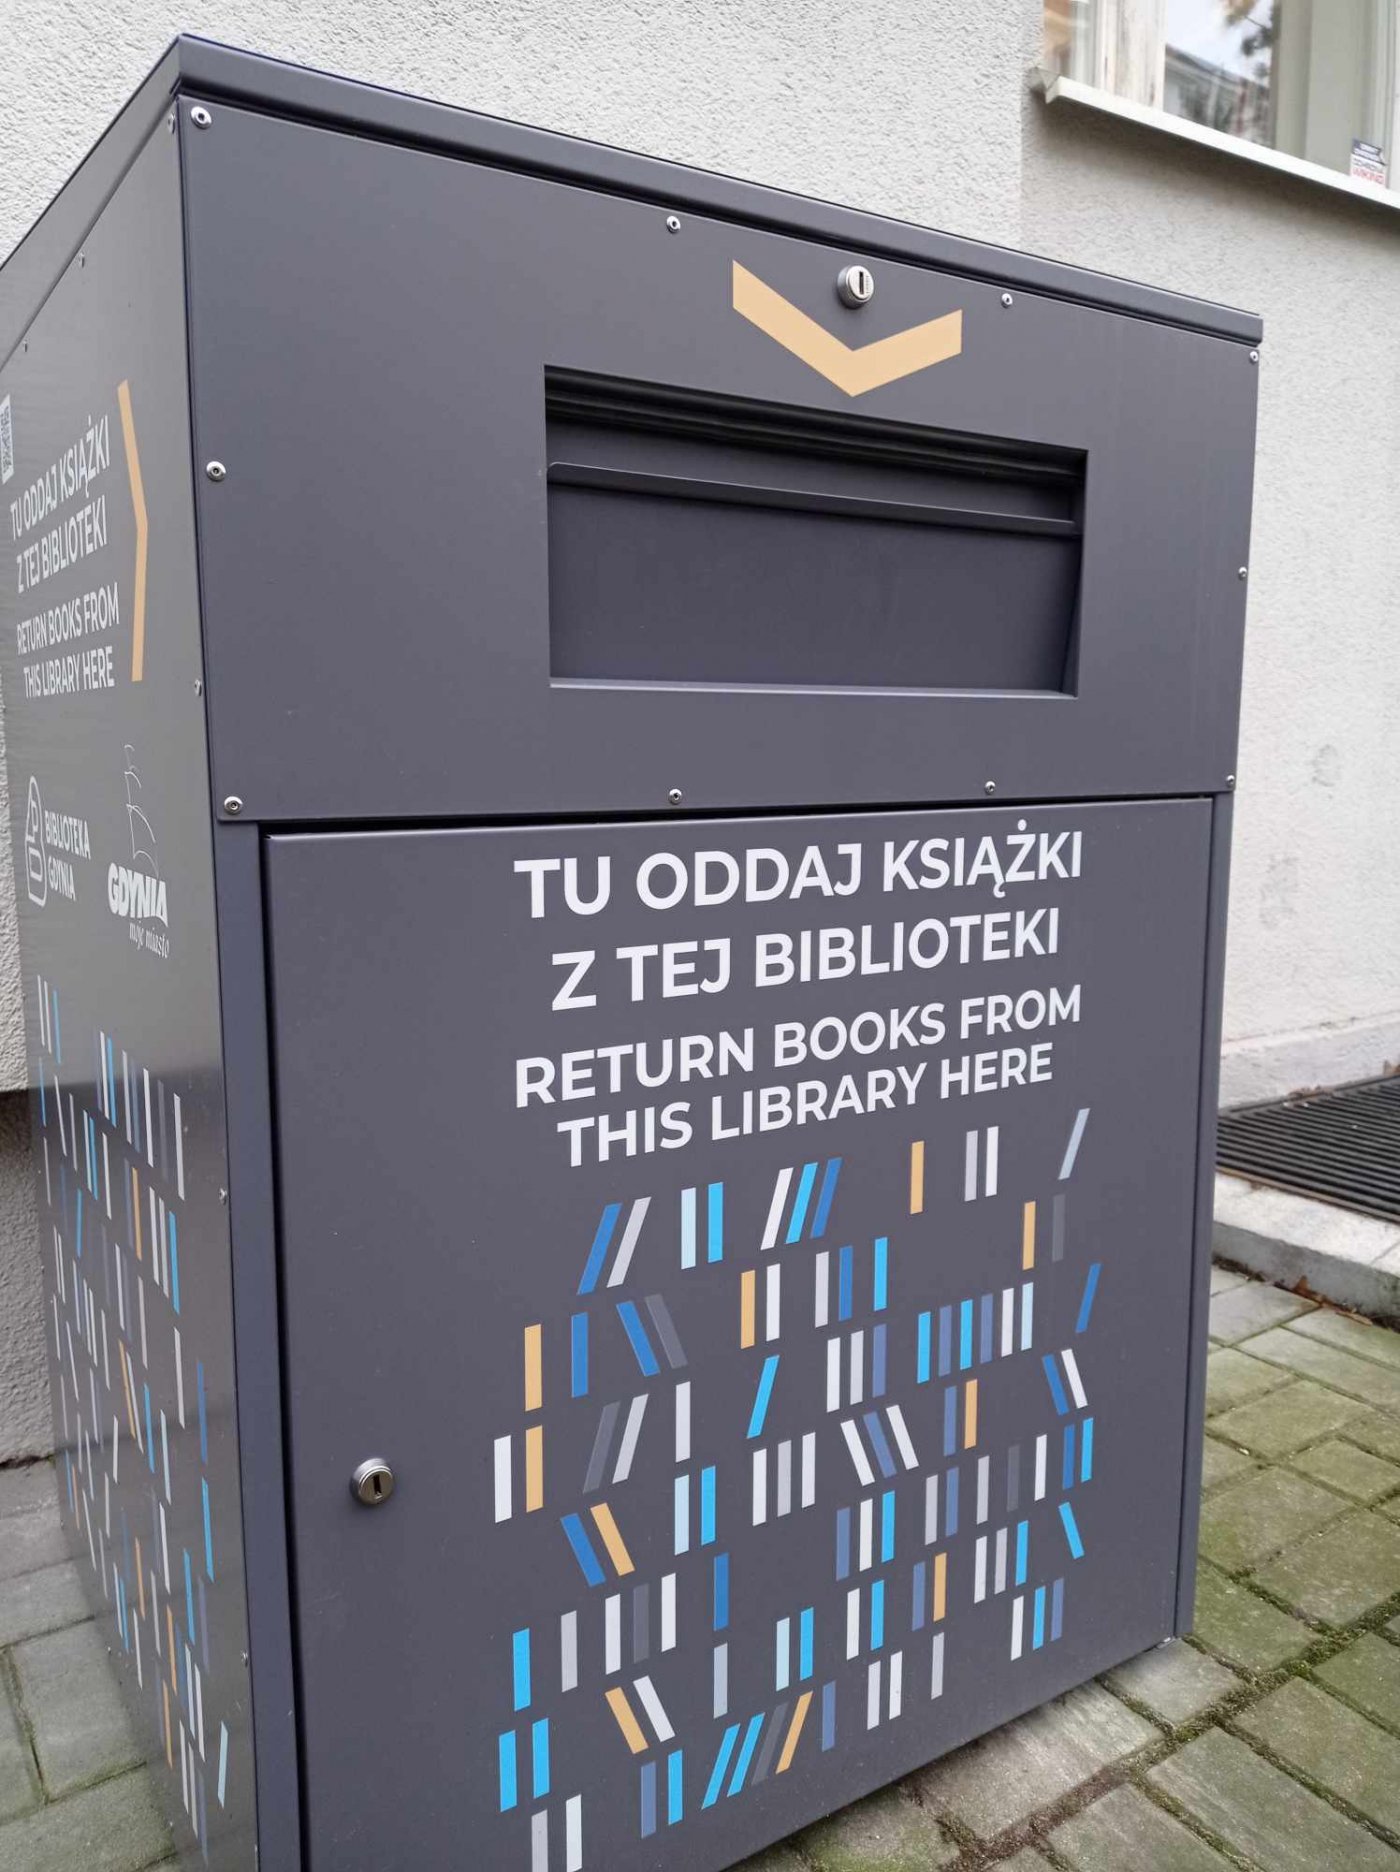 TU ODDAJ KSIĄŻKI
Z TEJ BIBLIOTEKI
RETURN BOOKS FROM
THIS LIBRARY HERE
TU ODDAJ KSIĄŻKI
Z TEJ BIBLIOTEKI
RETURN BOOKS FROM
THIS LIBRARY HERE
BIBLIOTEKA
GDYNIA
GDYNIA
moje miasto